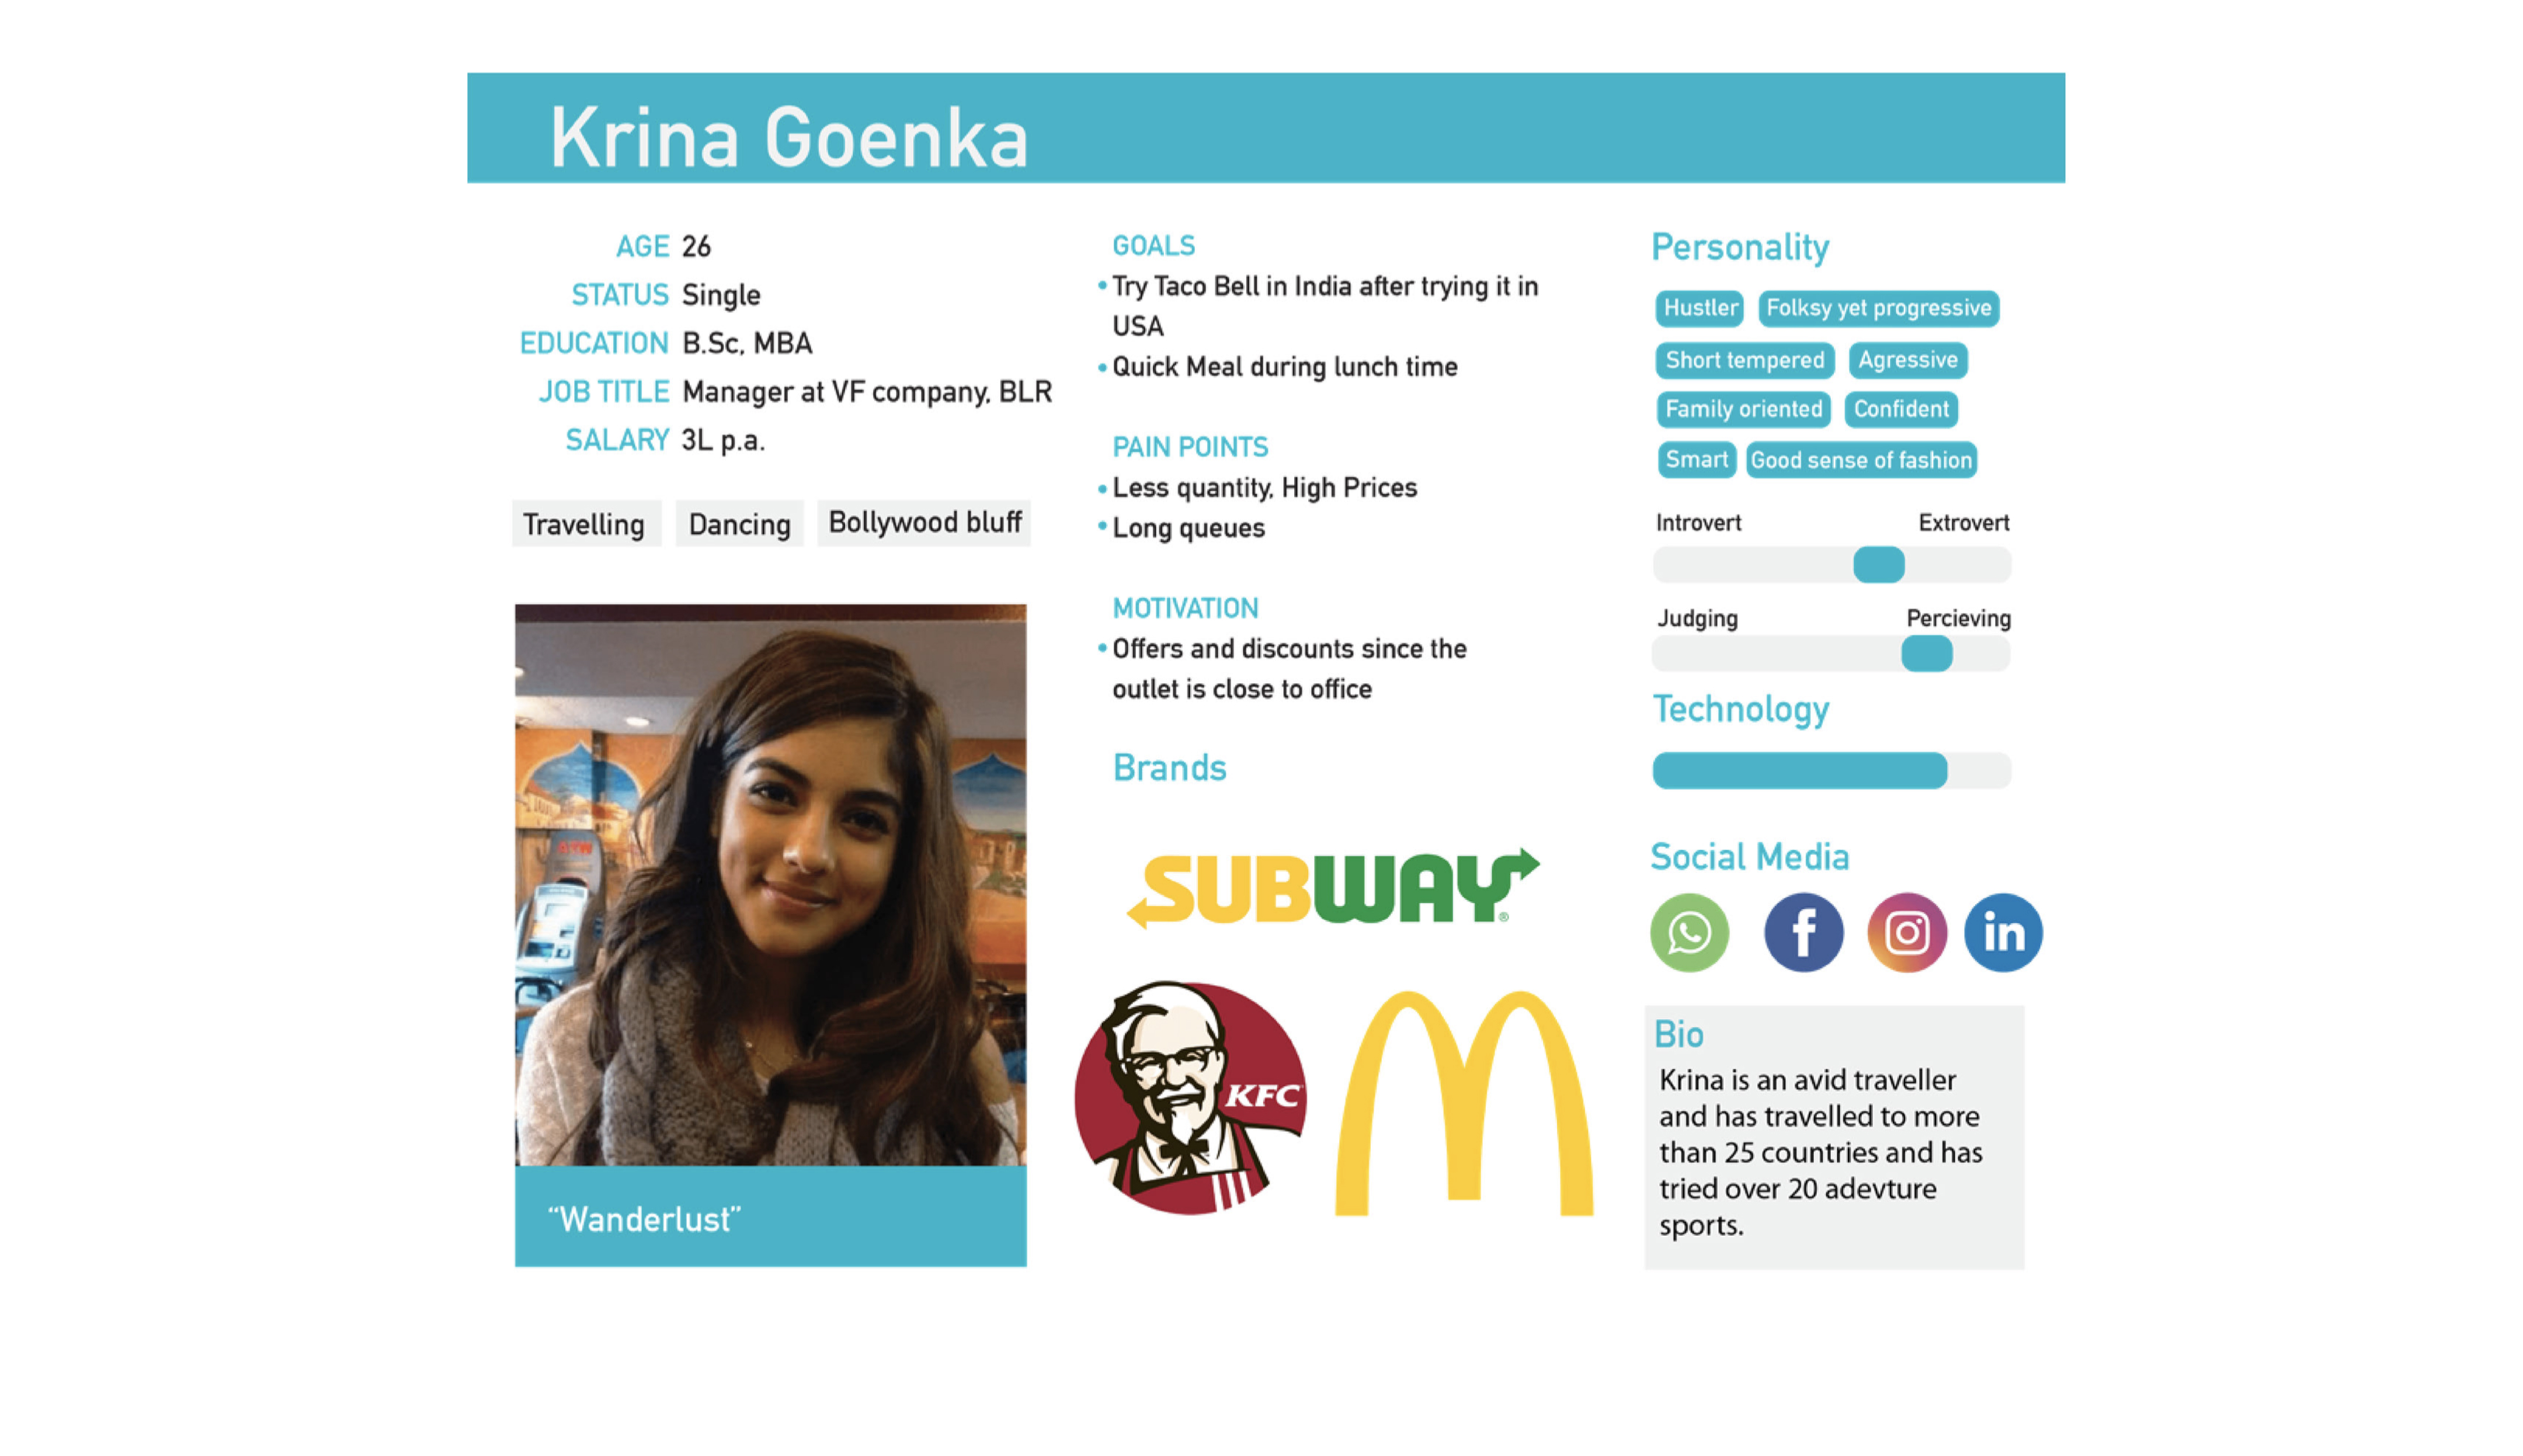 Krina Goenka
AGE 26
STATUS Single
EDUCATION B.Sc, MBA
JOB TITLE Manager at VF company, BLR
SALARY 3L p.a.
Travelling Dancing Bollywood bluff
ATM
“Wanderlust”
GOALS
• Try Taco Bell in India after trying it in
USA
• Quick Meal during lunch time
PAIN POINTS
• Less quantity, High Prices
• Long queues
MOTIVATION
• Offers and discounts since the
outlet is close to office
Brands
SUBWAY®
KFC
Personality
Hustler Folksy yet progressive
Short tempered Agressive
Family oriented Confident
Smart Good sense of fashion
Introvert Extrovert
Judging Percieving
Technology
Social Media
f in
Bio
Krina is an avid traveller
and has travelled to more
than 25 countries and has
tried over 20 adevture
sports.